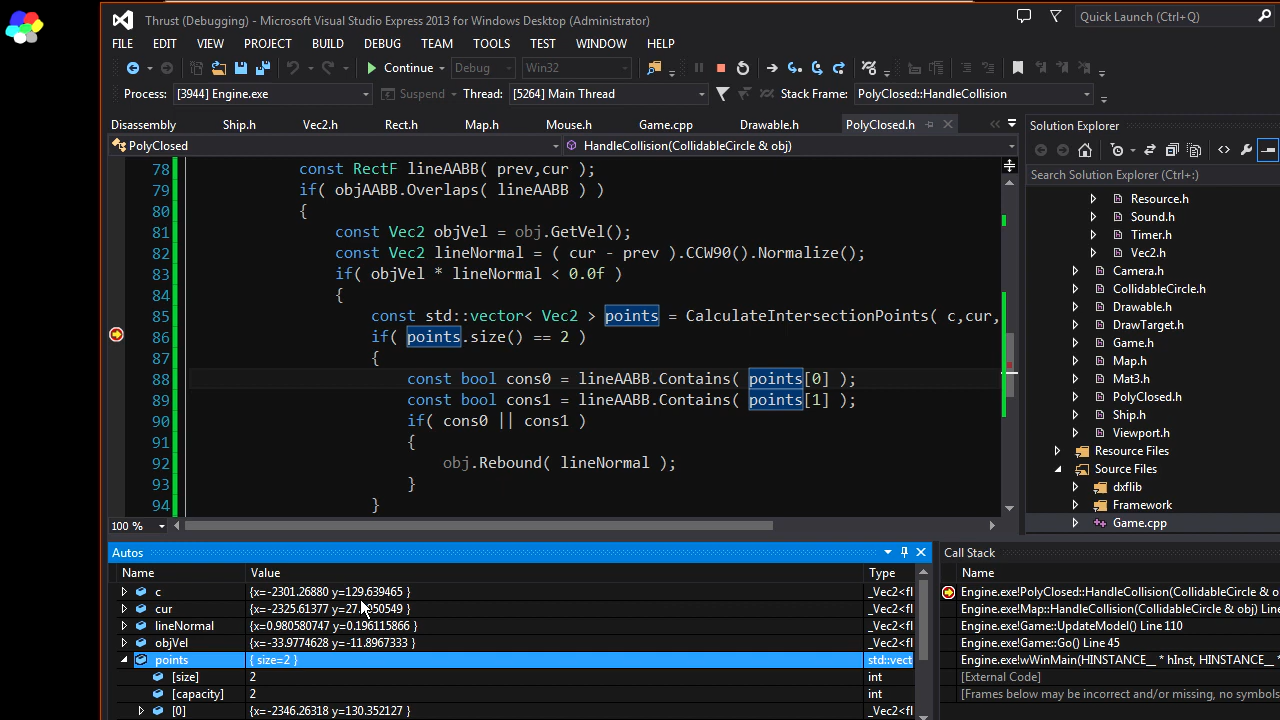 Thrust (Debugging) - Microsoft Visual Studio Express 2013 for Windows Desktop (Administrator)
Quick Launch (Ctrl+Q)
FILE EDIT VIEW PROJECT BUILD DEBUG TEAM TOOLS TEST WINDOW HELP
Continue Debug Win32
Process: [3944] Engine.exe Suspend Thread: [5264] Main Thread Stack Frame: PolyClosed::HandleCollision
Disassembly Ship.h Vec2.h Rect.h Map.h Mouse.h Game.cpp Drawable.h PolyClosed.h
PolyClosed HandleCollision(CollidableCircle & obj)
78 const RectF lineAABB( prev,cur );
79 if( objAABB.Overlaps( lineAABB ) )
80 {
81 const Vec2 objVel = obj.GetVel();
82 const Vec2 lineNormal = ( cur - prev ).CCW90().Normalize();
83 if( objVel * lineNormal < 0.0f )
84 {
85 const std::vector< Vec2 > points = CalculateIntersectionPoints( c,cur,
86 if( points.size() == 2 )
87 {
88 const bool cons0 = lineAABB.Contains( points[0] );
89 const bool cons1 = lineAABB.Contains( points[1] );
90 if( cons0 || cons1 )
91 {
92 obj.Rebound( lineNormal );
93 }
94 }
100 %
Solution Explorer
Search Solution Explorer (Ctrl+;)
Resource.h
Sound.h
Timer.h
Vec2.h
Camera.h
CollidableCircle.h
Drawable.h
DrawTarget.h
Game.h
Map.h
Mat3.h
PolyClosed.h
Ship.h
Viewport.h
Resource Files
Source Files
dxflib
Framework
Game.cpp
Autos
Name Value Type
c {x=-2301.26880 y=129.639465 } _Vec2<fl
cur {x=-2325.61377 _Vec2<fl
lineNormal {x=0.980580747 y=0.196115866 } _Vec2<fl
objVel {x=-33.9774628 y=-11.8967333 } _Vec2<fl
points { size=2 } std::vect
[size] 2 int
[capacity] 2 int
[0] {x=-2346.26318 y=130.352127 } _Vec2<fl
Call Stack
Name
Engine.exe!PolyClosed::HandleCollision(CollidableCircle & o
Engine.exe!Map::HandleCollision(CollidableCircle & obj) Line
Engine.exe!Game::UpdateModel() Line 110
Engine.exe!Game::Go() Line 45
Engine.exe!wWinMain(HINSTANCE__ * hInst, HINSTANCE__ *
[External Code]
[Frames below may be incorrect and/or missing, no symbols